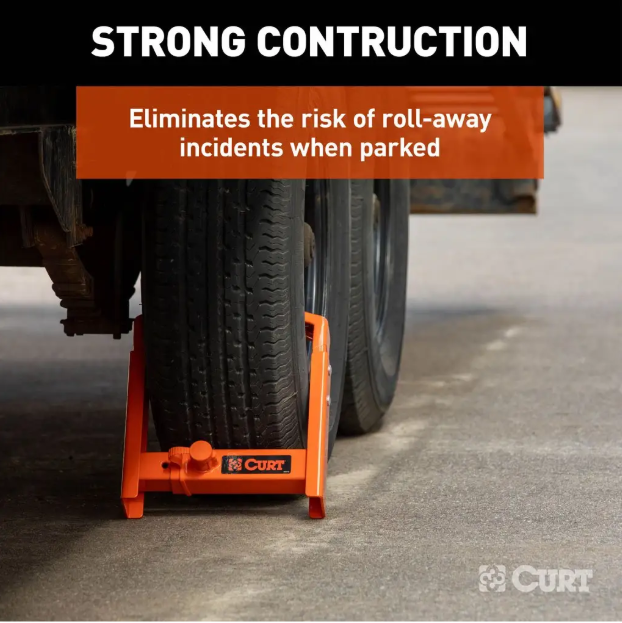 STRONG CONTRUCTION
Eliminates the risk of roll-away
incidents when parked
CURT
CURT